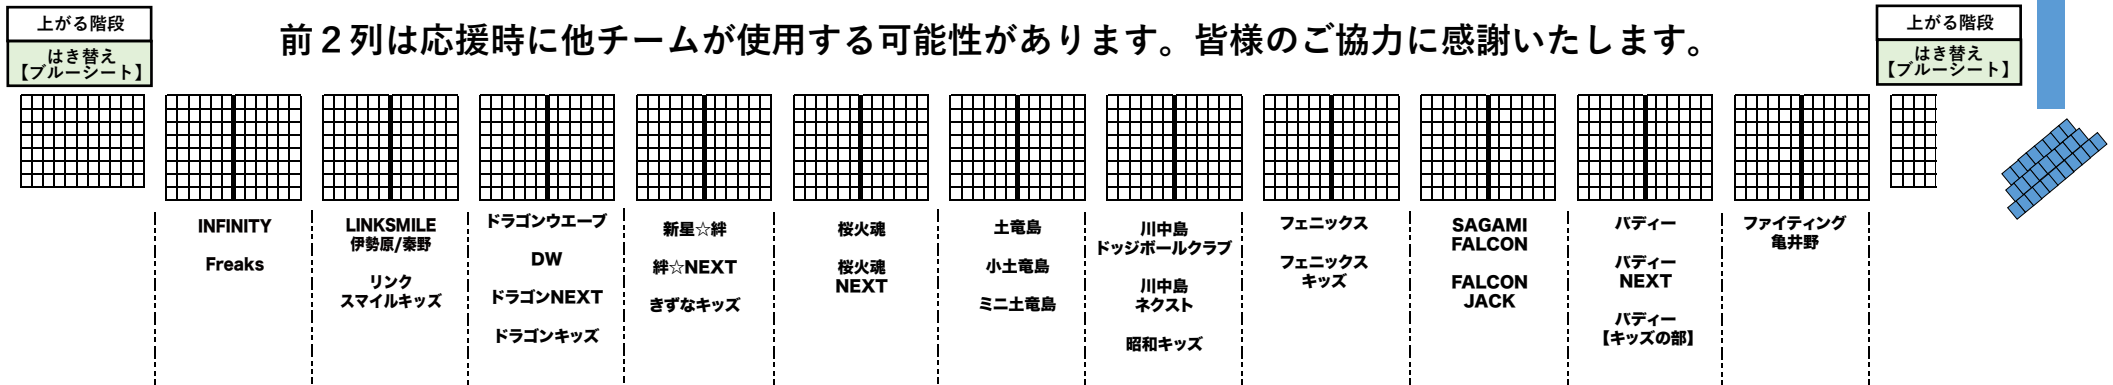 上がる階段
はき替え
【ブルーシート】
前２列は応援時に他チームが使用する可能性があります。皆様のご協力に感謝いたします。
上がる階段
はき替え
【ブルーシート】
INFINITY
Freaks
LINKSMILE
伊勢原/秦野
リンク
スマイルキッズ
ドラゴンウエーブ
DW
ドラゴンNEXT
ドラゴンキッズ
新星☆絆
絆☆NEXT
きずなキッズ
桜火魂
桜火魂
NEXT
土竜島
小土竜島
ミニ土竜島
川中島
ドッジボールクラブ
川中島
ネクスト
昭和キッズ
フェニックス
フェニックス
キッズ
SAGAMI
FALCON
FALCON
JACK
バディー
バディー
NEXT
バディー
【キッズの部】
ファイティング
亀井野